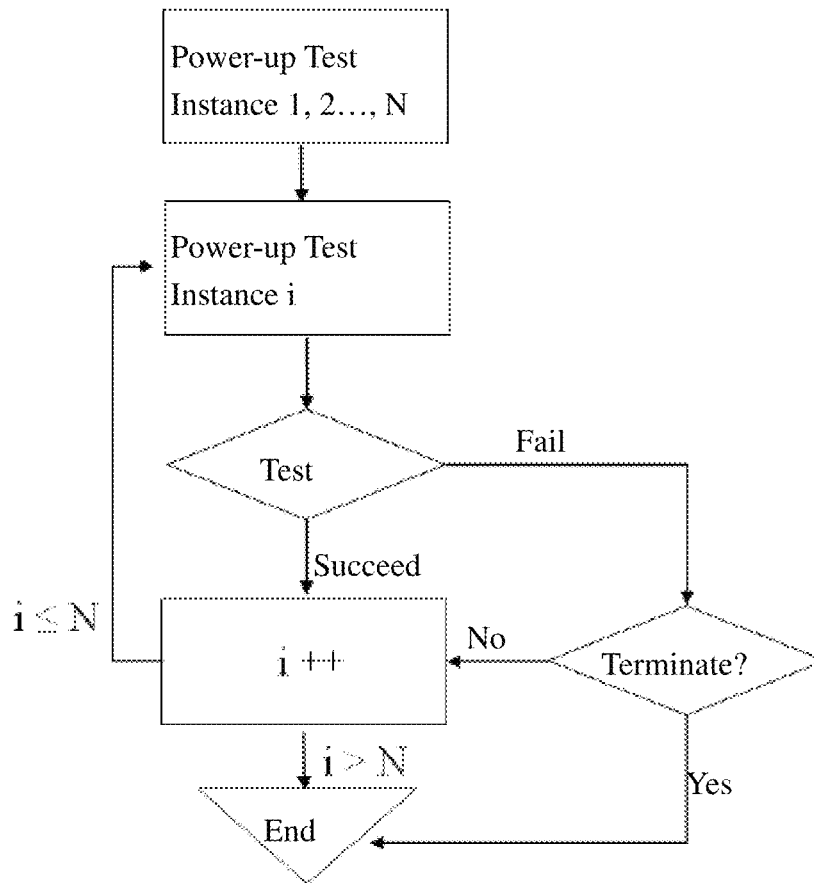 Power-up Test
Instance 1, 2..., N
Power-up Test
Instance i
Test
Fail
Succeed
i ≤ N
i ++
No
Terminate?
i > N
Yes
End